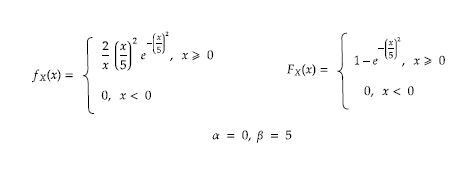 f_X(x) = { 2/x (x/5)^2 e^{-(x/5)^2}, x ⩾ 0
0, x < 0
F_X(x) = { 1 − e^{-(x/5)^2}, x ⩾ 0
0, x < 0
α = 0, β = 5